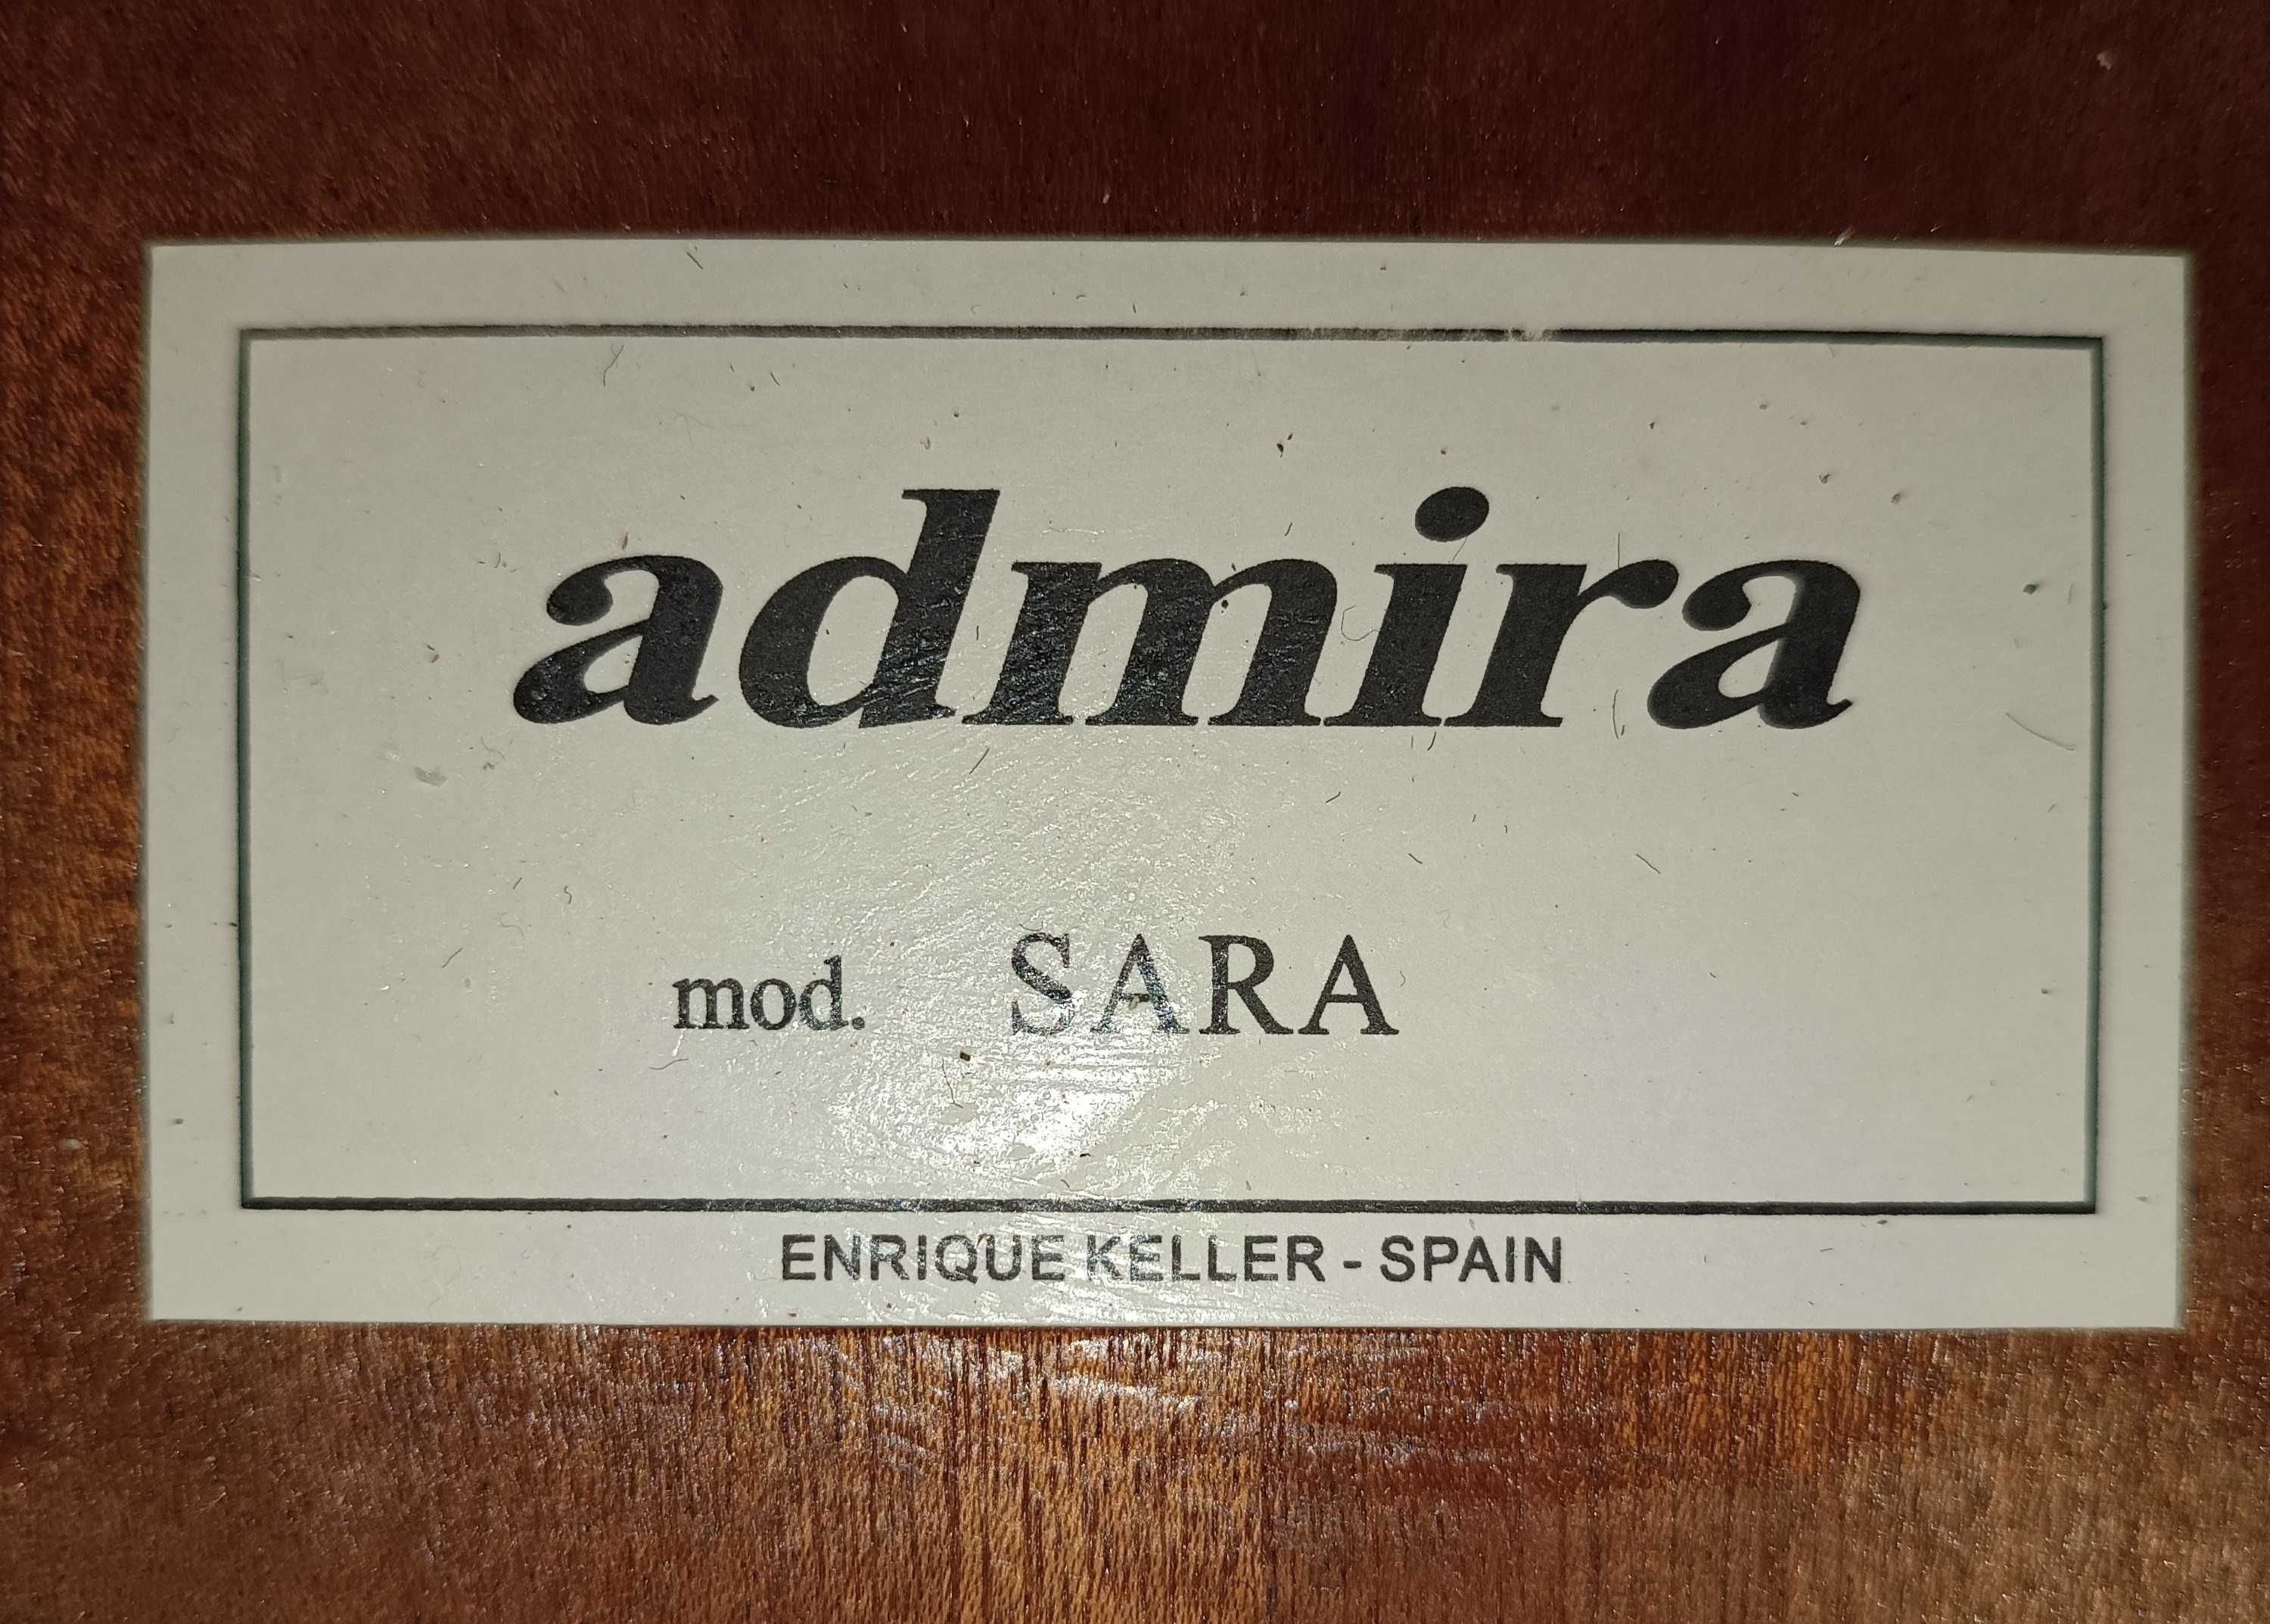 admira
mod. SARA
ENRIQUE KELLER - SPAIN